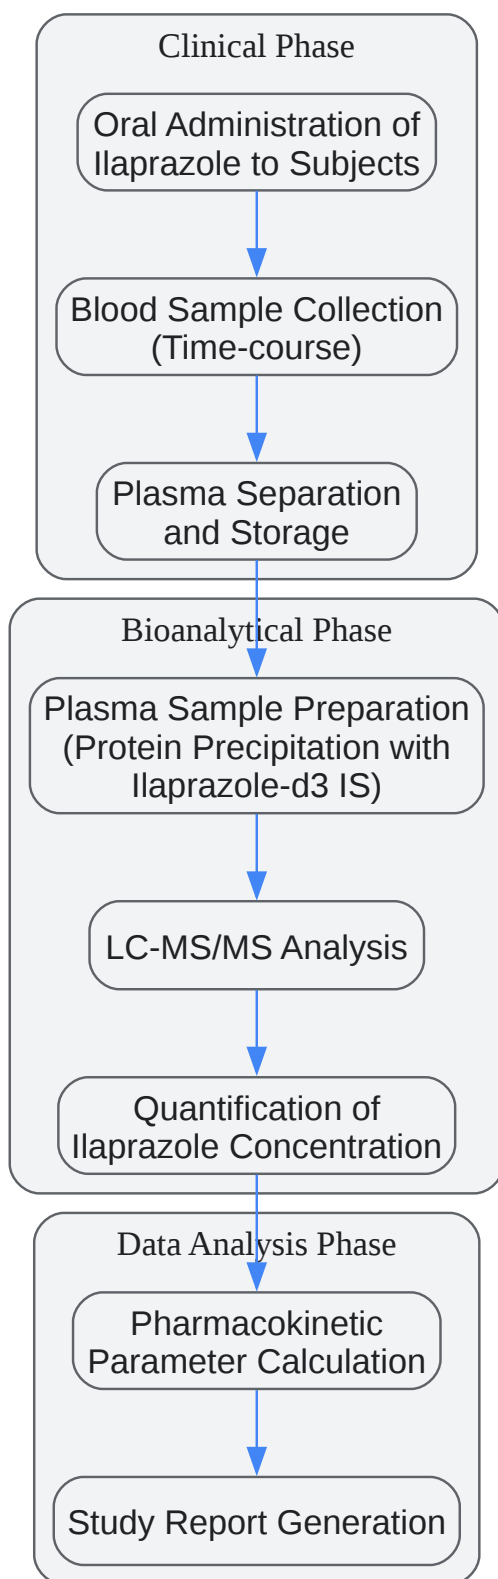 Clinical Phase
Oral Administration of
Ilaprazole to Subjects
Blood Sample Collection
(Time-course)
Plasma Separation
and Storage
Bioanalytical Phase
Plasma Sample Preparation
(Protein Precipitation with
Ilaprazole-d3 IS)
LC-MS/MS Analysis
Quantification of
Ilaprazole Concentration
Data Analysis Phase
Pharmacokinetic
Parameter Calculation
Study Report Generation